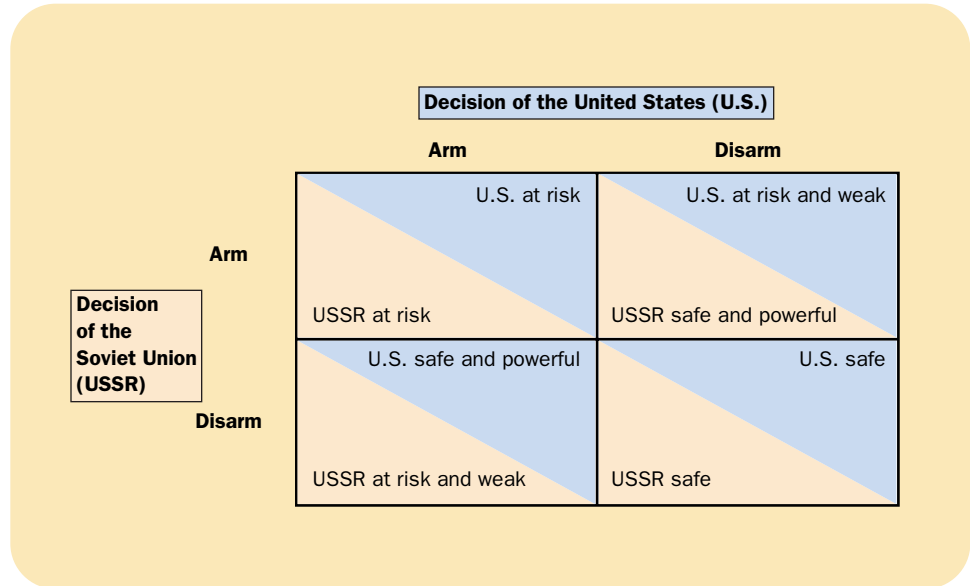 Decision of the United States (U.S.)
Arm
Disarm
U.S. at risk
U.S. at risk and weak
Arm
Decision
of the
Soviet Union
(USSR)
USSR at risk
USSR safe and powerful
U.S. safe and powerful
U.S. safe
Disarm
USSR at risk and weak
USSR safe